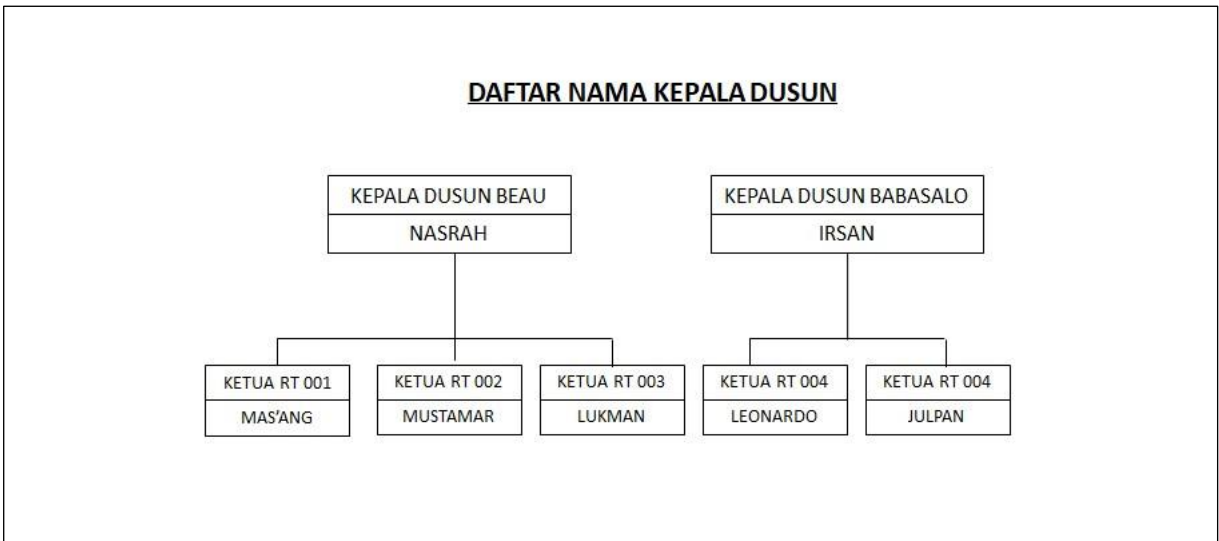 DAFTAR NAMA KEPALA DUSUN
KEPALA DUSUN BEAU
NASRAH
KEPALA DUSUN BABASALO
IRSAN
KETUA RT 001
MAS'ANG
KETUA RT 002
MUSTAMAR
KETUA RT 003
LUKMAN
KETUA RT 004
LEONARDO
KETUA RT 004
JULPAN